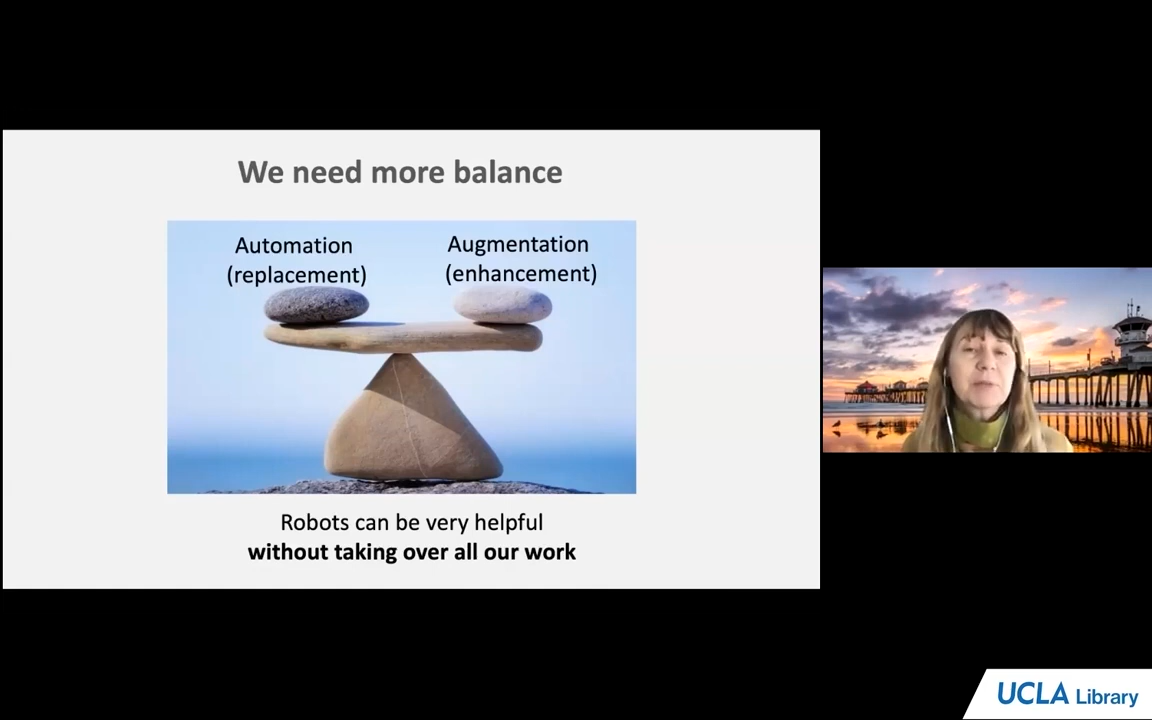 We need more balance
Automation
(replacement)
Augmentation
(enhancement)
Robots can be very helpful
without taking over all our work
UCLA Library